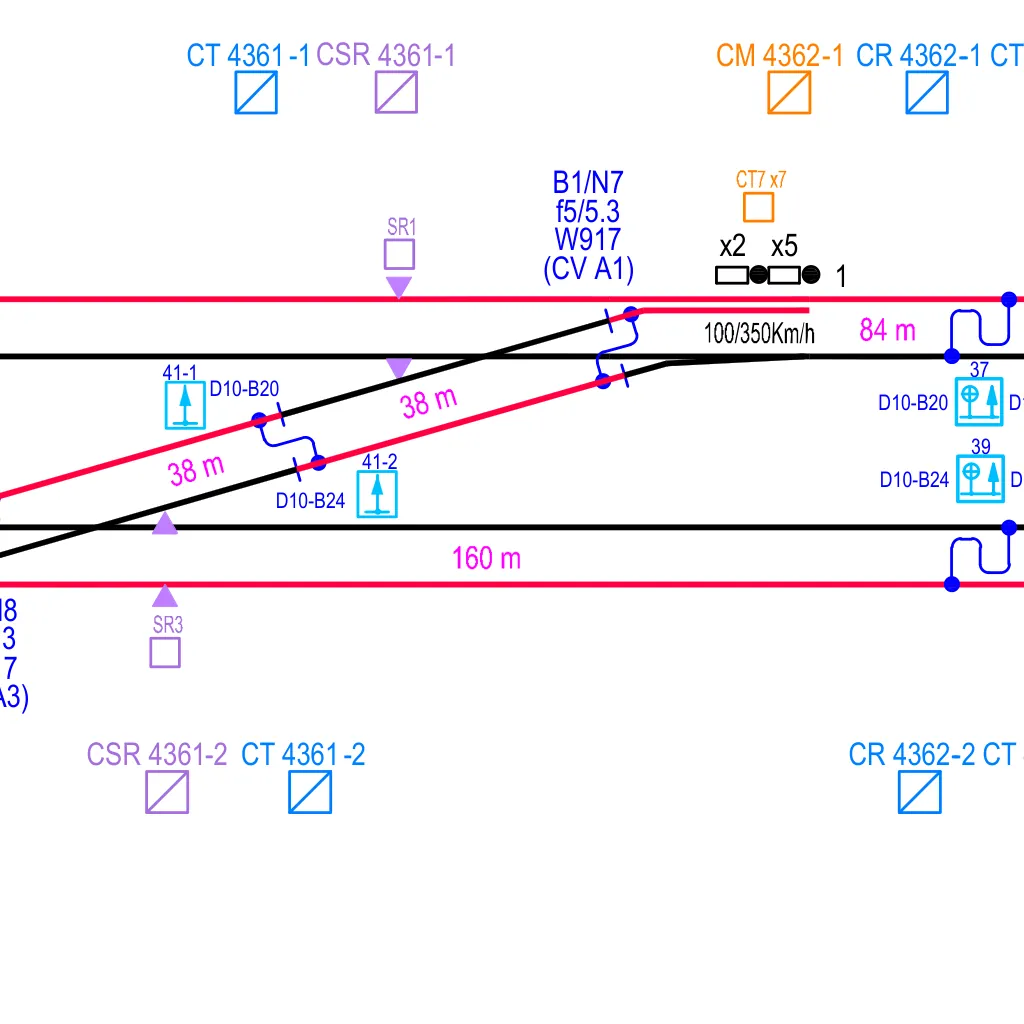 CT 4361 -1
CSR 4361-1
CM 4362-1
CR 4362-1
CT
B1/N7
f5/5.3
W917
(CV A1)
CT7 x7
SR1
x2
x5
1
100/350Km/h
84 m
41-1
D10-B20
38 m
37
D10-B20
38 m
41-2
D10-B24
39
D10-B24
160 m
3
7
A3)
SR3
CSR 4361-2
CT 4361 -2
CR 4362-2
CT